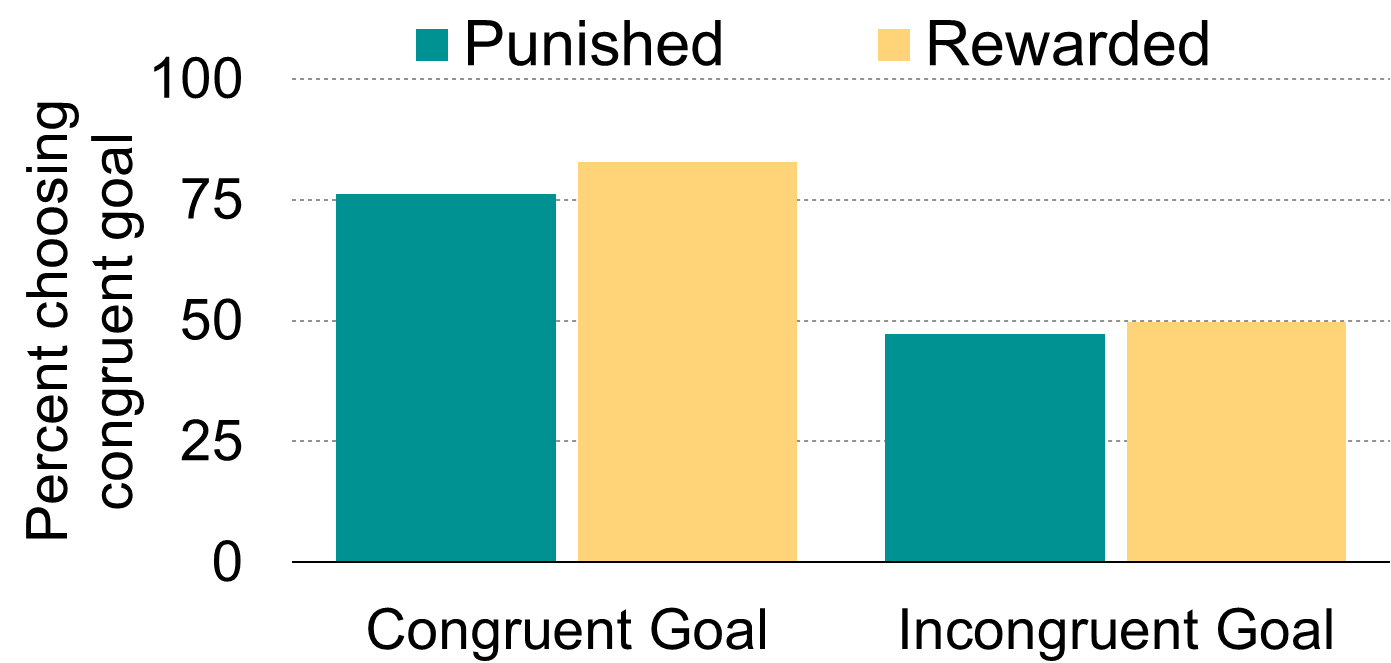 Punished
Rewarded
Percent choosing
congruent goal
100
75
50
25
0
Congruent Goal
Incongruent Goal